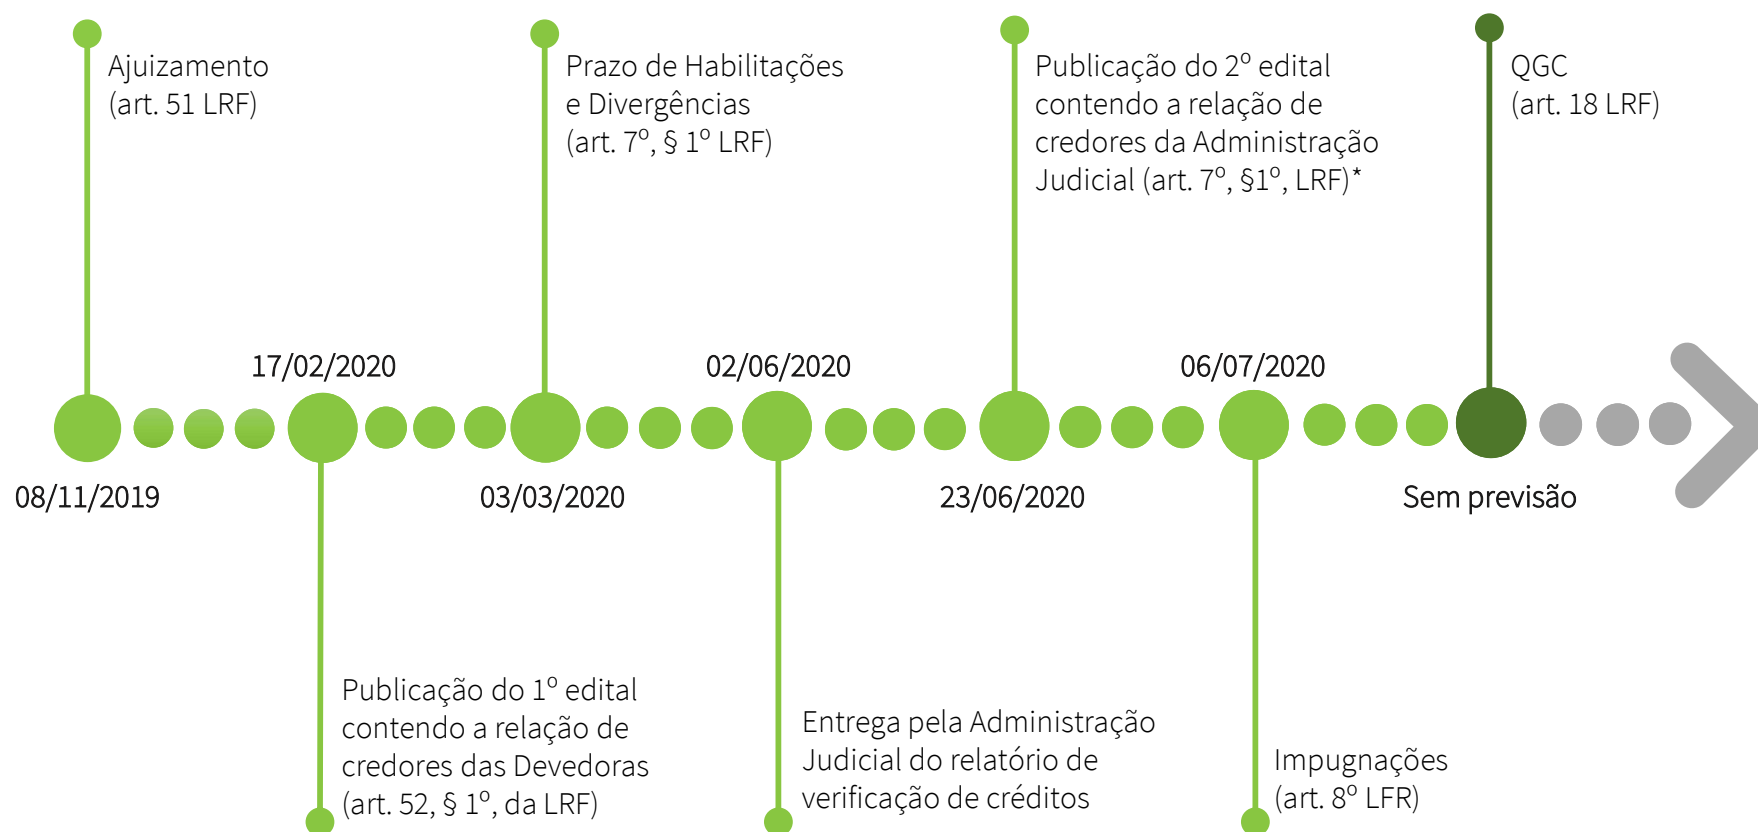 Ajuizamento
(art. 51 LRF)
Prazo de Habilitações
e Divergências
(art. 7º, § 1º LRF)
Publicação do 2º edital
contendo a relação de
credores da Administração
Judicial (art. 7º, §1º, LRF)*
QGC
(art. 18 LRF)
17/02/2020
02/06/2020
06/07/2020
08/11/2019
03/03/2020
23/06/2020
Sem previsão
Publicação do 1º edital
contendo a relação de
credores das Devedoras
(art. 52, § 1º, da LRF)
Entrega pela Administração
Judicial do relatório de
verificação de créditos
Impugnações
(art. 8º LFR)